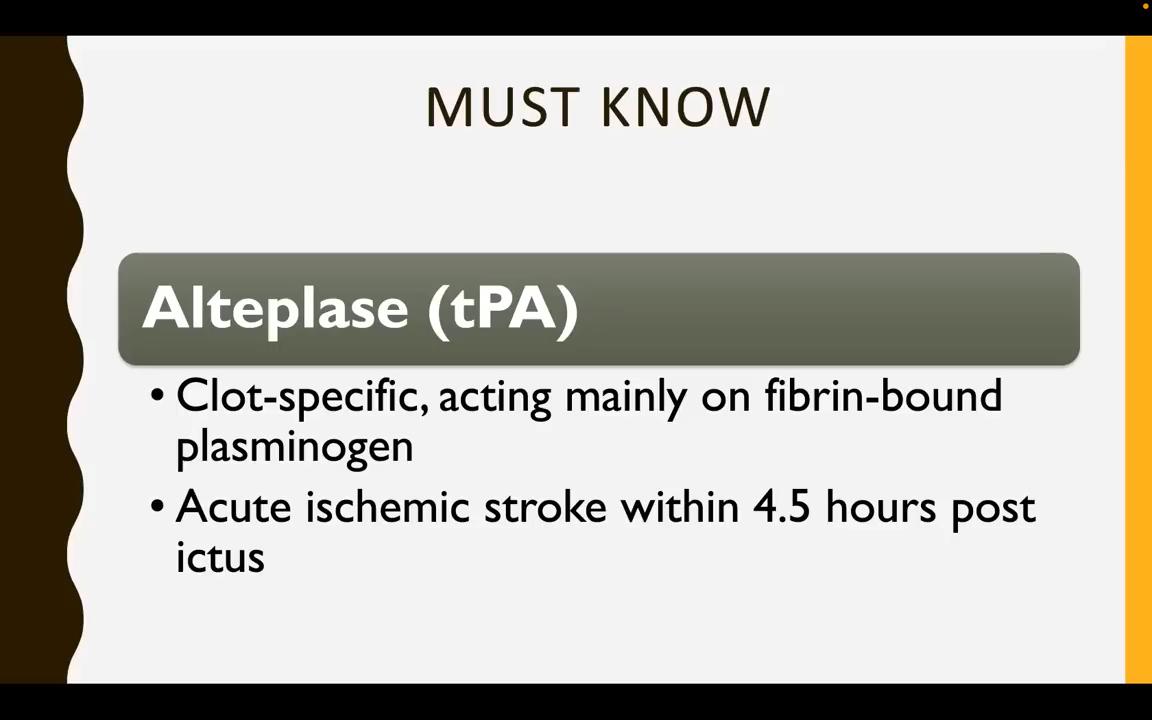 MUST KNOW
Alteplase (tPA)
• Clot-specific, acting mainly on fibrin-bound
plasminogen
• Acute ischemic stroke within 4.5 hours post
ictus